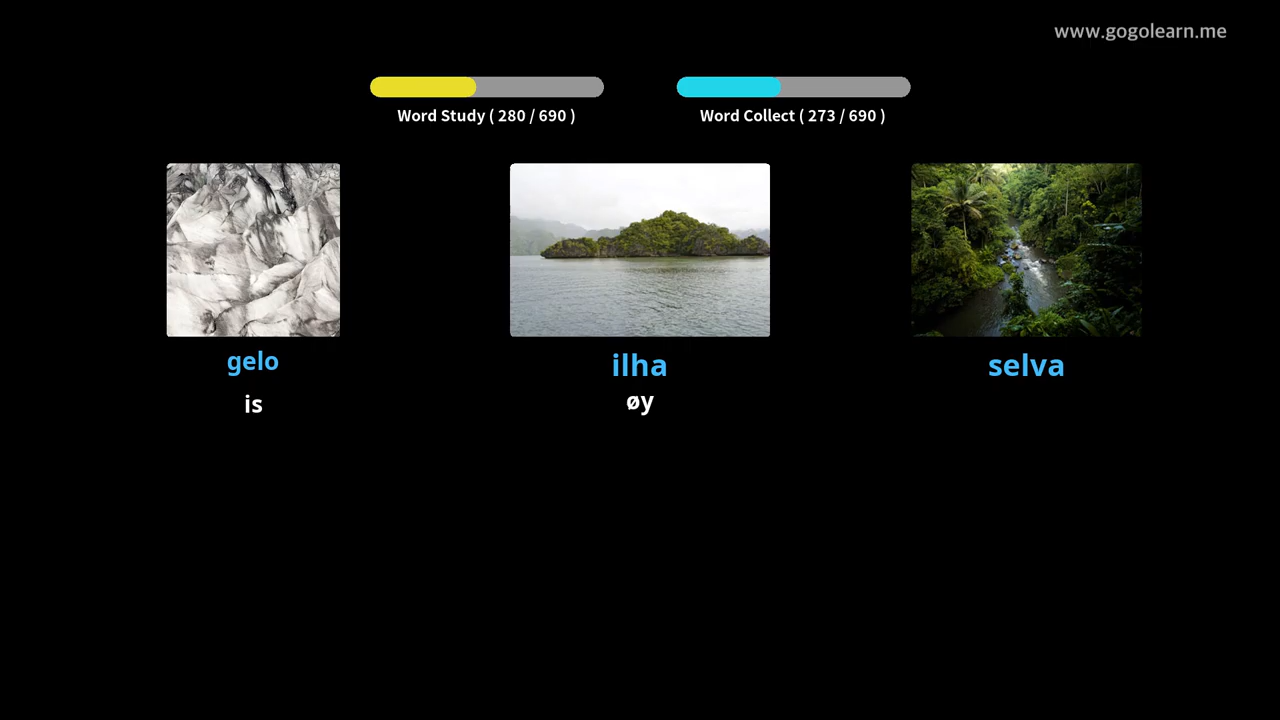 www.gogolearn.me
Word Study ( 280 / 690 )
Word Collect ( 273 / 690 )
gelo
ilha
selva
is
øy